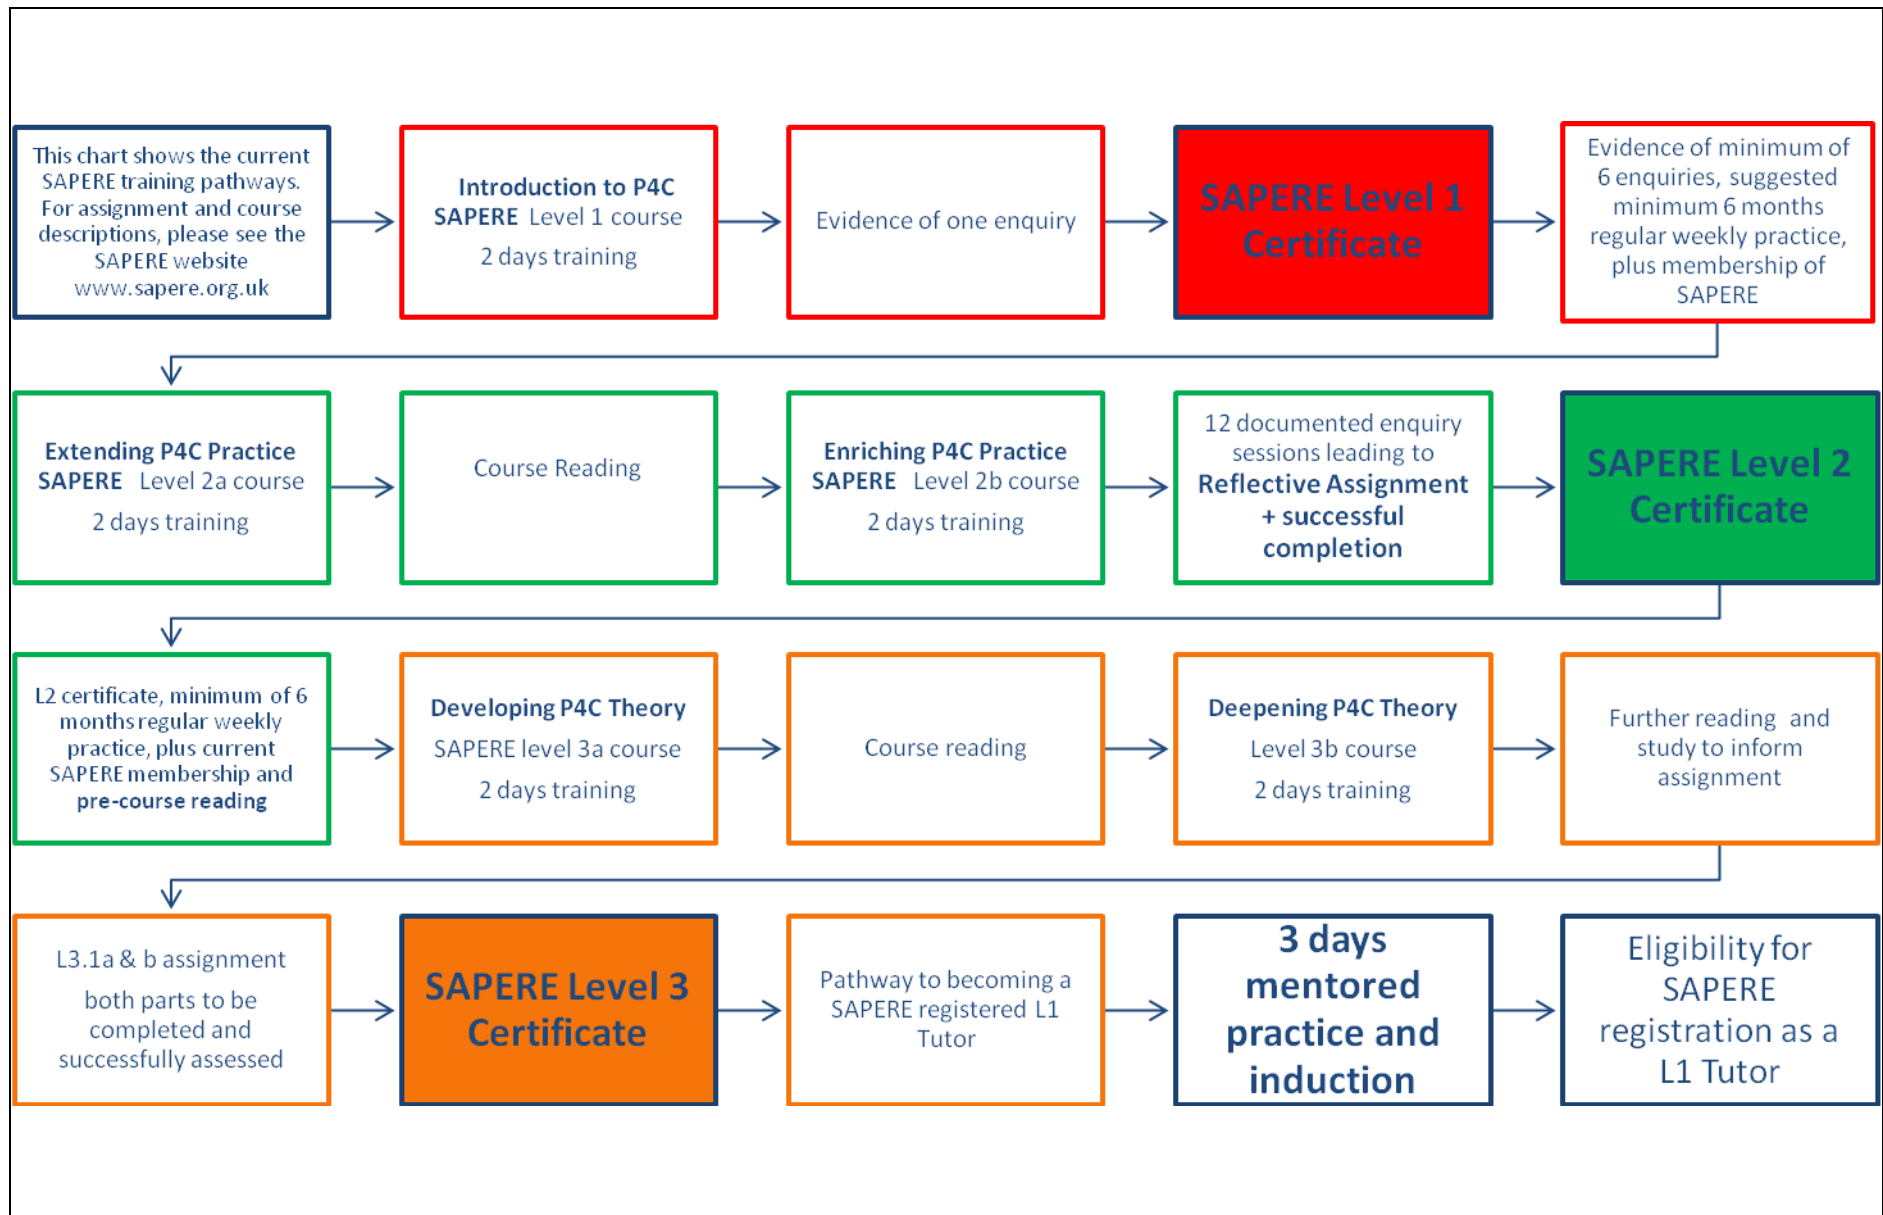 This chart shows the current
SAPERE training pathways.
For assignment and course
descriptions, please see the
SAPERE website
www.sapere.org.uk
Introduction to P4C
SAPERE Level 1 course
2 days training
Evidence of one enquiry
SAPERE Level 1
Certificate
Evidence of minimum of
6 enquiries, suggested
minimum 6 months
regular weekly practice,
plus membership of
SAPERE
Extending P4C Practice
SAPERE Level 2a course
2 days training
Course Reading
Enriching P4C Practice
SAPERE Level 2b course
2 days training
12 documented enquiry
sessions leading to
Reflective Assignment
+ successful
completion
SAPERE Level 2
Certificate
L2 certificate, minimum of 6
months regular weekly
practice, plus current
SAPERE membership and
pre-course reading
Developing P4C Theory
SAPERE level 3a course
2 days training
Course reading
Deepening P4C Theory
Level 3b course
2 days training
Further reading and
study to inform
assignment
L3.1a & b assignment
both parts to be
completed and
successfully assessed
SAPERE Level 3
Certificate
Pathway to becoming a
SAPERE registered L1
Tutor
3 days
mentored
practice and
induction
Eligibility for
SAPERE
registration as a
L1 Tutor